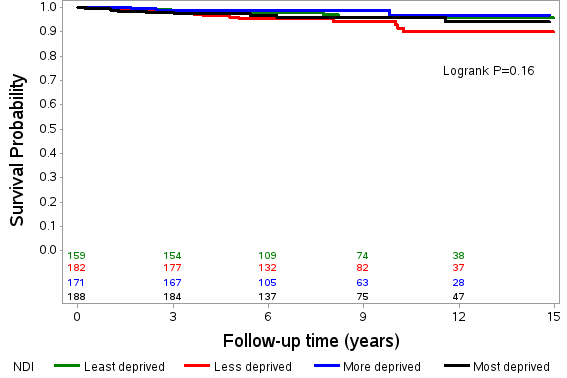 1.0
0.9
0.8
Logrank P=0.16
0.7
0.6
0.5
0.4
0.3
0.2
0.1
0.0
Survival Probability
159 154 109 74 38
182 177 132 82 37
171 167 105 63 28
188 184 137 75 47
0 3 6 9 12 15
Follow-up time (years)
NDI Least deprived Less deprived More deprived Most deprived